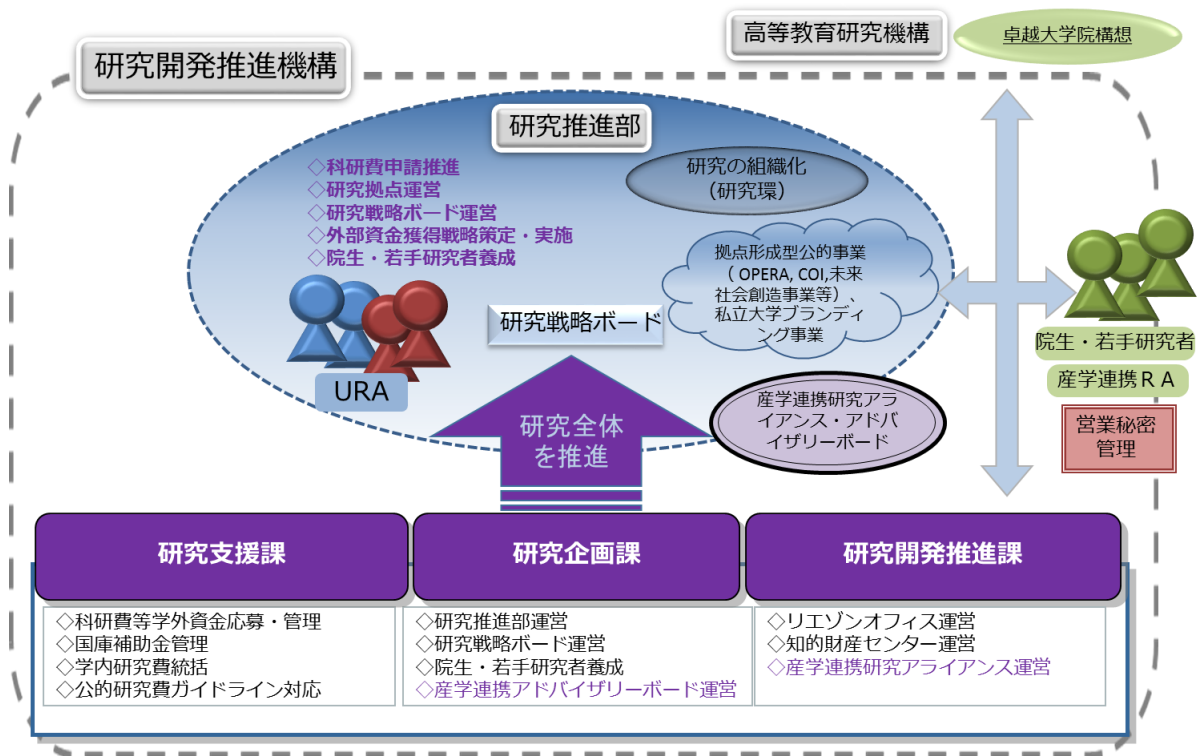 高等教育研究機構
卓越大学院構想
研究開発推進機構
研究推進部
◇科研費申請推進
◇研究拠点運営
◇研究戦略ボード運営
◇外部資金獲得戦略策定・実施
◇院生・若手研究者養成
研究の組織化
（研究環）
拠点形成型公的事業
（ OPERA, COI,未来
社会創造事業等）、
私立大学ブランディ
ング事業
研究戦略ボード
URA
院生・若手研究者
産学連携ＲＡ
営業秘密
管理
産学連携研究アラ
イアンス・アドバ
イザリーボード
研究全体
を推進
研究支援課
◇科研費等学外資金応募・管理
◇国庫補助金管理
◇学内研究費統括
◇公的研究費ガイドライン対応
研究企画課
◇研究推進部運営
◇研究戦略ボード運営
◇院生・若手研究者養成
◇産学連携アドバイザリーボード運営
研究開発推進課
◇リエゾンオフィス運営
◇知的財産センター運営
◇産学連携研究アライアンス運営